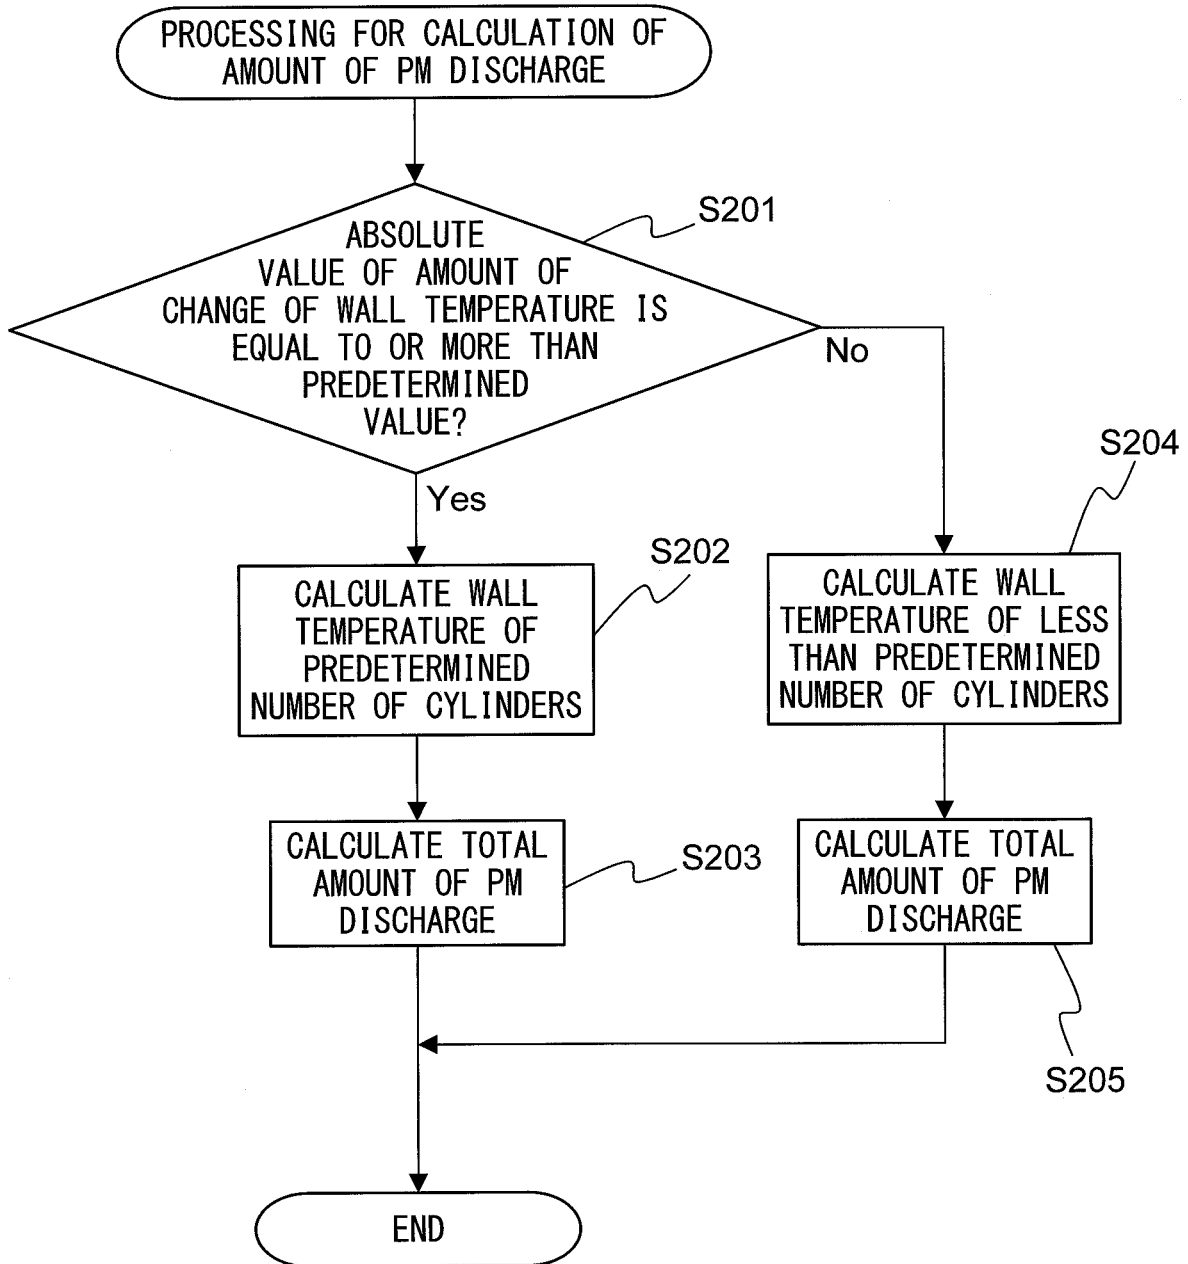 PROCESSING FOR CALCULATION OF
AMOUNT OF PM DISCHARGE
S201
ABSOLUTE
VALUE OF AMOUNT OF
CHANGE OF WALL TEMPERATURE IS
EQUAL TO OR MORE THAN
PREDETERMINED
VALUE?
No
Yes
S202
CALCULATE WALL
TEMPERATURE OF
PREDETERMINED
NUMBER OF CYLINDERS
S204
CALCULATE WALL
TEMPERATURE OF LESS
THAN PREDETERMINED
NUMBER OF CYLINDERS
CALCULATE TOTAL
AMOUNT OF PM
DISCHARGE
S203
CALCULATE TOTAL
AMOUNT OF PM
DISCHARGE
S205
END